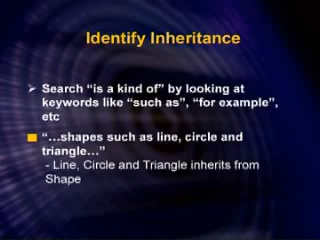 Identify Inheritance
Search “is a kind of” by looking at
keywords like “such as”, “for example”,
etc
“…shapes such as line, circle and
triangle…”
- Line, Circle and Triangle inherits from
Shape